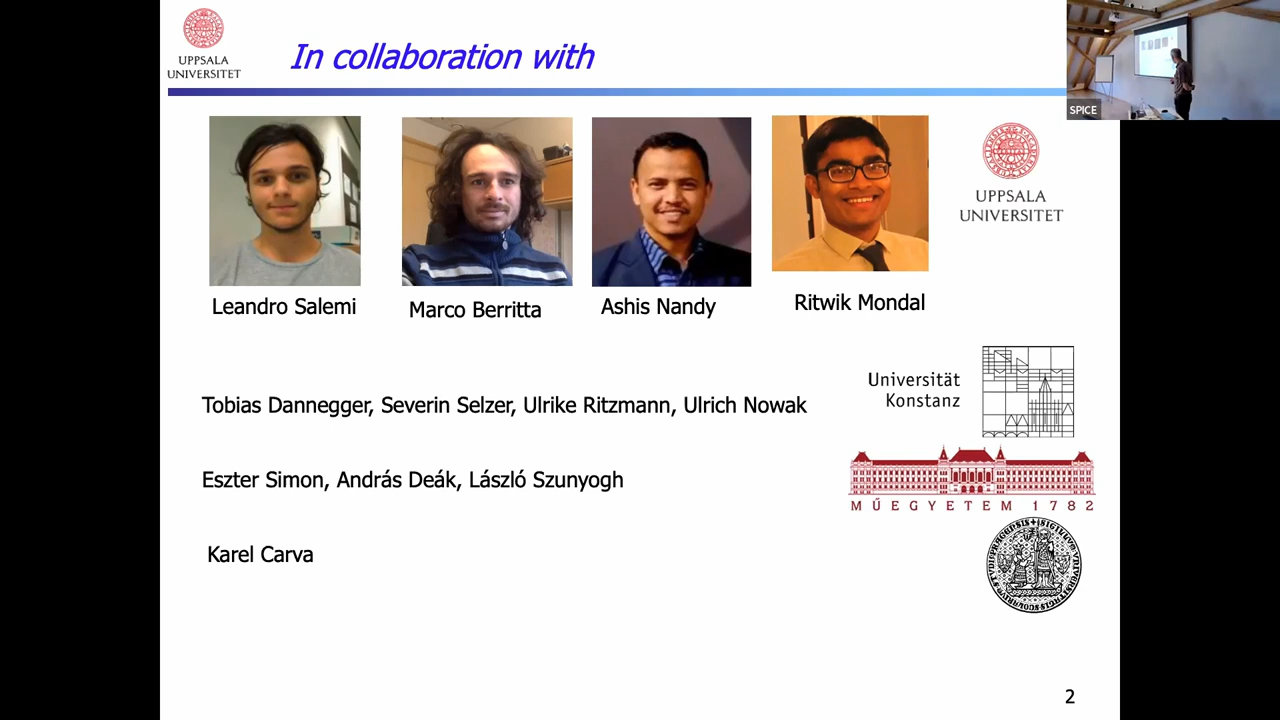 UPPSALA
UNIVERSITET
In collaboration with
SPICE
UPPSALA
UNIVERSITET
Leandro Salemi
Marco Berritta
Ashis Nandy
Ritwik Mondal
Universität
Konstanz
Tobias Dannegger, Severin Selzer, Ulrike Ritzmann, Ulrich Nowak
Eszter Simon, András Deák, László Szunyogh
MŰEGYETEM 1782
Karel Carva
2